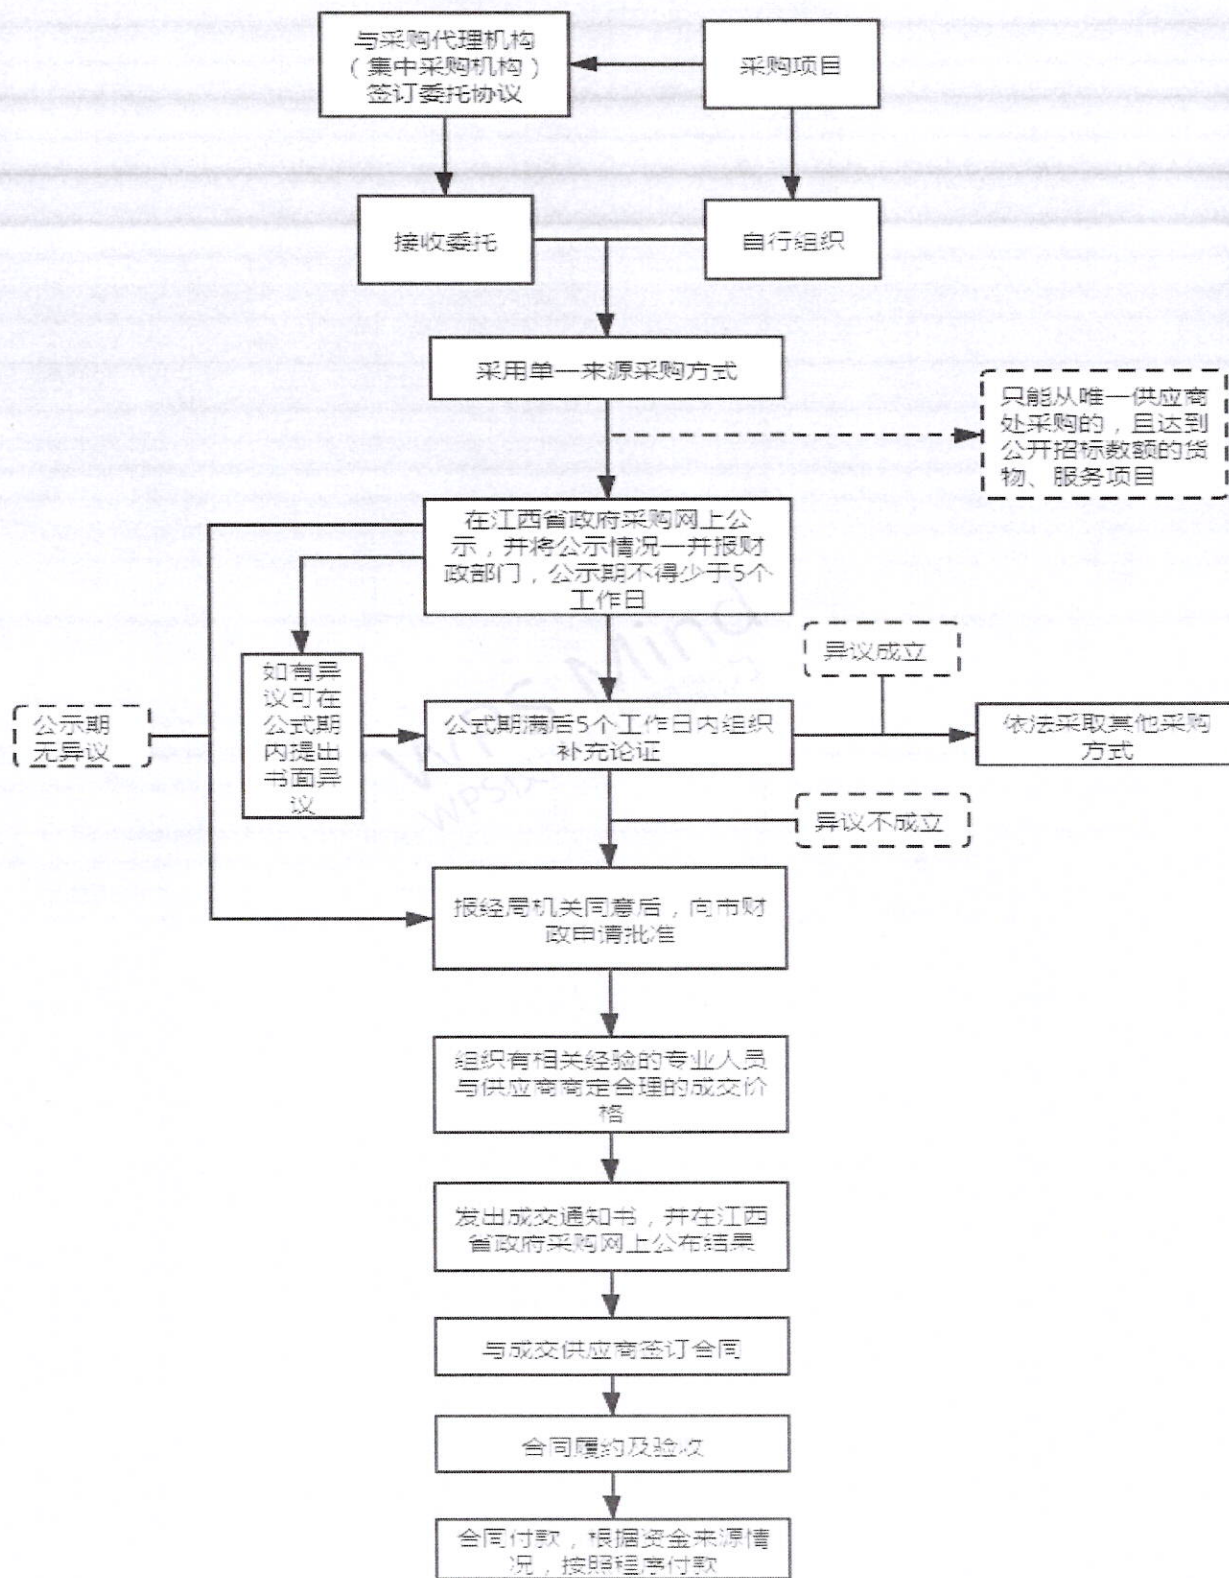 与采购代理机构
（集中采购机构）
签订委托协议
采购项目
接收委托
自行组织
采用单一来源采购方式
只能从唯一供应商
处采购的，且达到
公开招标数额的货
物、服务项目
在江西省政府采购网上公
示，并将公示情况一并报财
政部门，公示期不得少于5个
工作日
异议成立
如有异
议可在
公式期
内提出
书面异
议
公示期
无异议
公式期满后5个工作日内组织
补充论证
依法采取其他采购
方式
异议不成立
报经局机关同意后，向市财
政申请批准
组织有相关经验的专业人员
与供应商商定合理的成交价
格
发出成交通知书，并在江西
省政府采购网上公布结果
与成交供应商签订合同
合同履约及验收
合同付款，根据资金来源情
况，按照程序付款
WPS Mind